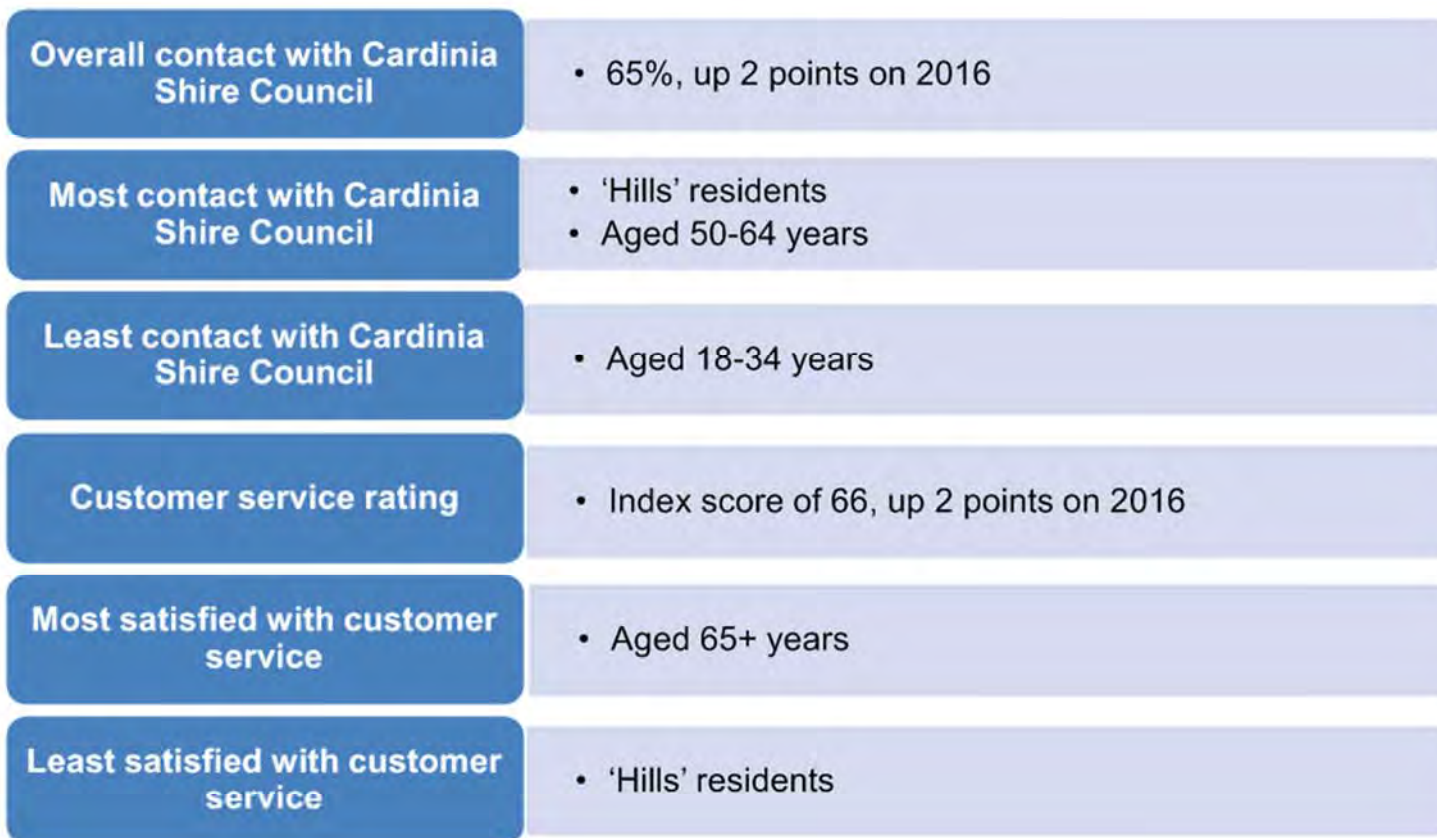 Overall contact with Cardinia
Shire Council
• 65%, up 2 points on 2016
Most contact with Cardinia
Shire Council
• ‘Hills’ residents
• Aged 50-64 years
Least contact with Cardinia
Shire Council
• Aged 18-34 years
Customer service rating
• Index score of 66, up 2 points on 2016
Most satisfied with customer
service
• Aged 65+ years
Least satisfied with customer
service
• ‘Hills’ residents